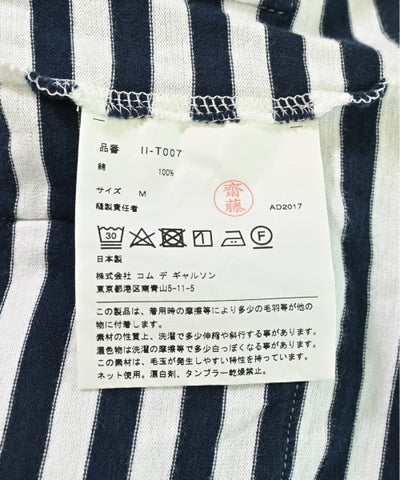 品番 II-T007
綿 100%
サイズ M
縫製責任者 齋藤 AD2017
30 F
日本製
株式会社 コム デ ギャルソン
東京都港区南青山5-11-5
この製品は、着用時の摩擦等により多少の毛羽等が他の
物に付着します。
素材の性質上、洗濯で多少伸縮や斜行する事があります。
濃色物は洗濯の摩擦等で多少白っぽくなる事があります。
この素材は、毛玉が発生しやすい特性を持っています。
ネット使用。漂白剤、タンブラー乾燥禁止。